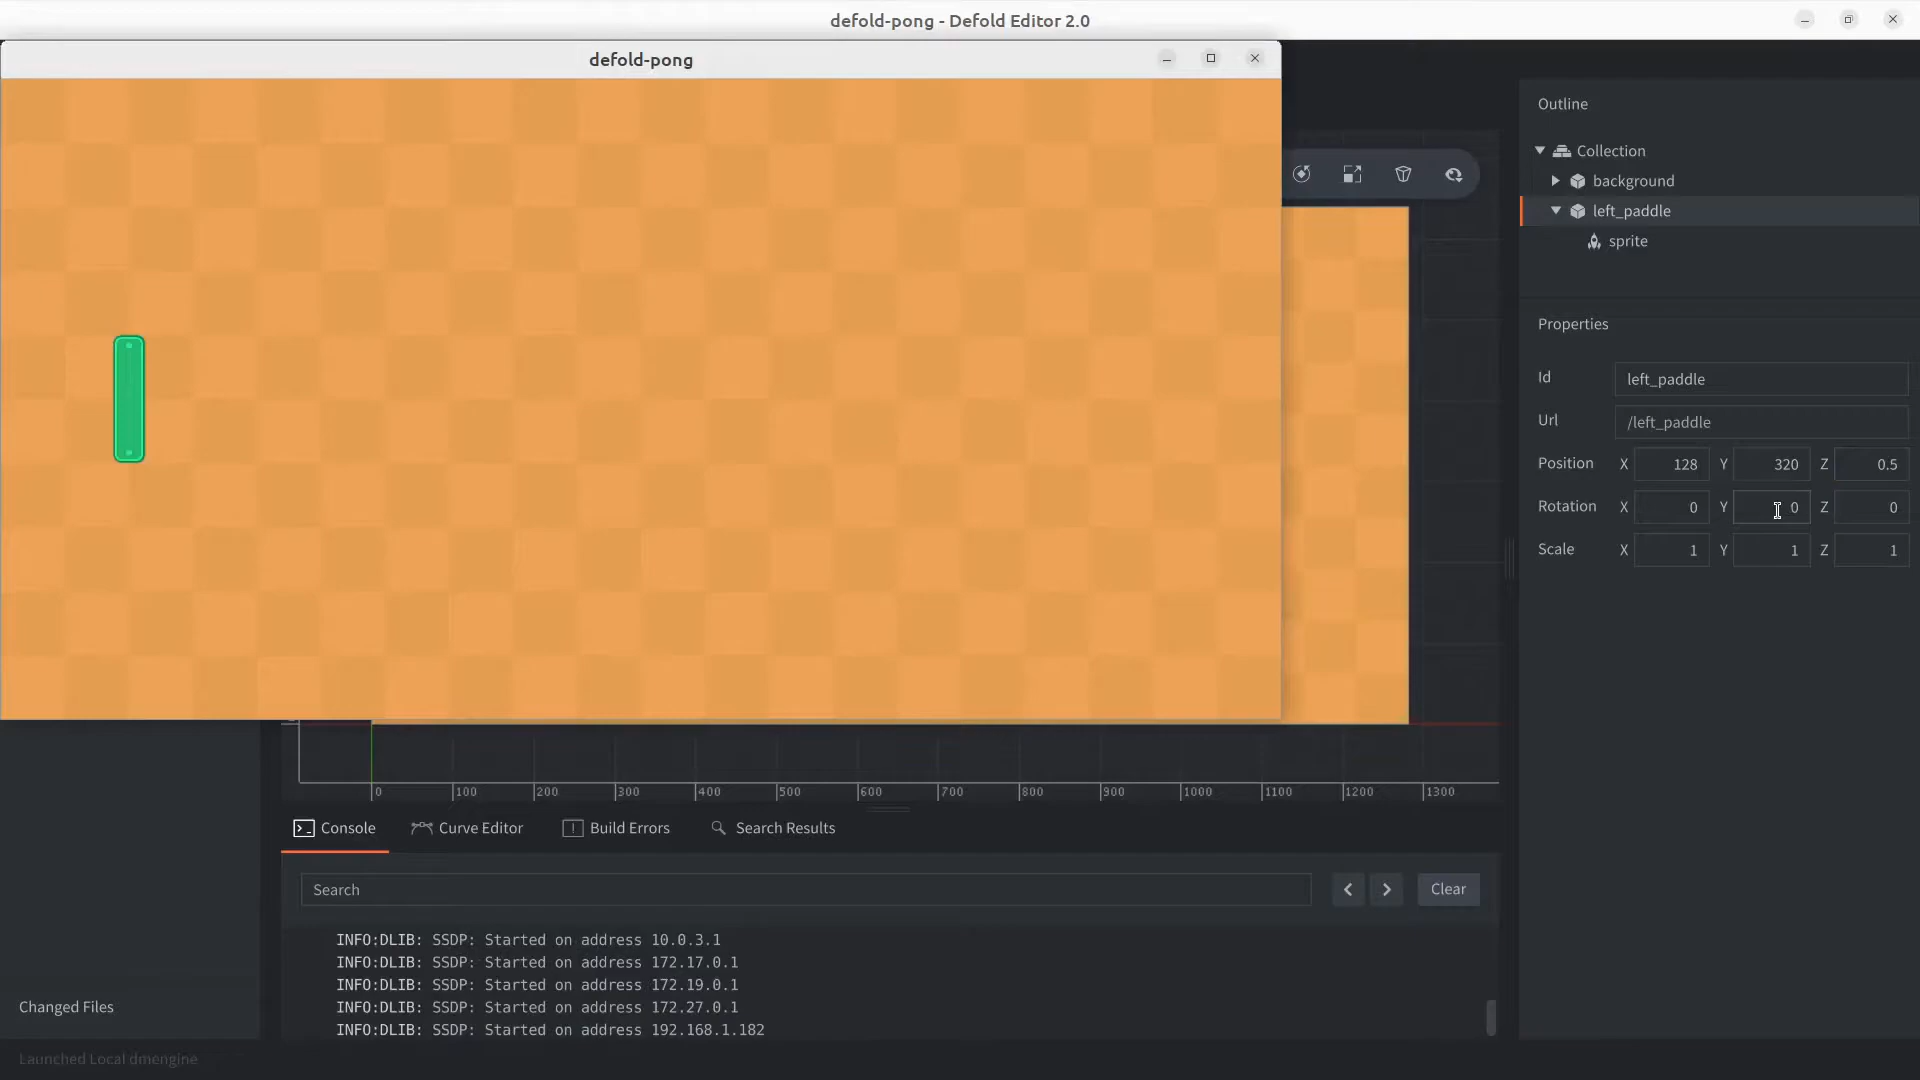 defold-pong - Defold Editor 2.0
defold-pong
Outline
Collection
background
left_paddle
sprite
Properties
Id left_paddle
Url /left_paddle
Position X 128 Y 320 Z 0.5
Rotation X 0 Y 0 Z 0
Scale X 1 Y 1 Z 1
0 100 200 300 400 500 600 700 800 900 1000 1100 1200 1300
Console Curve Editor Build Errors Search Results
Search Clear
INFO:DLIB: SSDP: Started on address 10.0.3.1
INFO:DLIB: SSDP: Started on address 172.17.0.1
INFO:DLIB: SSDP: Started on address 172.19.0.1
INFO:DLIB: SSDP: Started on address 172.27.0.1
INFO:DLIB: SSDP: Started on address 192.168.1.182
Changed Files
Launched Local dmengine